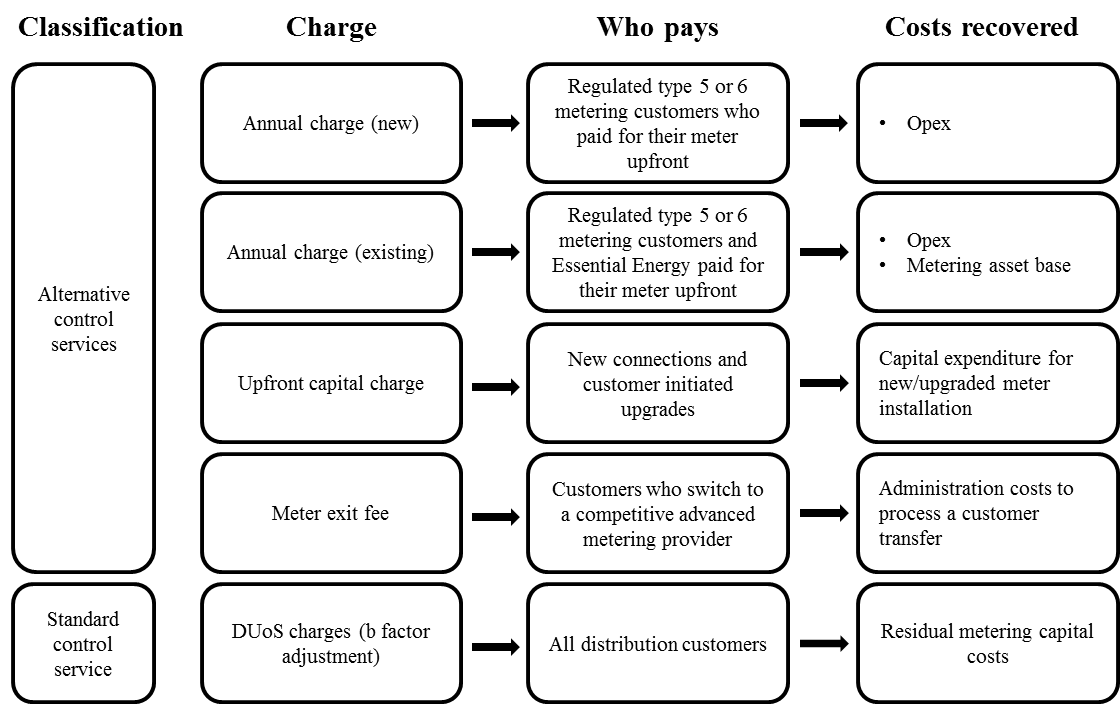 Classification Charge Who pays Costs recovered
Alternative
control
services
Annual charge (new)
Regulated type 5 or 6
metering customers who
paid for their meter
upfront
• Opex
Annual charge (existing)
Regulated type 5 or 6
metering customers and
Essential Energy paid for
their meter upfront
• Opex
• Metering asset base
Upfront capital charge
New connections and
customer initiated
upgrades
Capital expenditure for
new/upgraded meter
installation
Meter exit fee
Customers who switch to
a competitive advanced
metering provider
Administration costs to
process a customer
transfer
Standard
control
service
DUoS charges (b factor
adjustment)
All distribution customers
Residual metering capital
costs